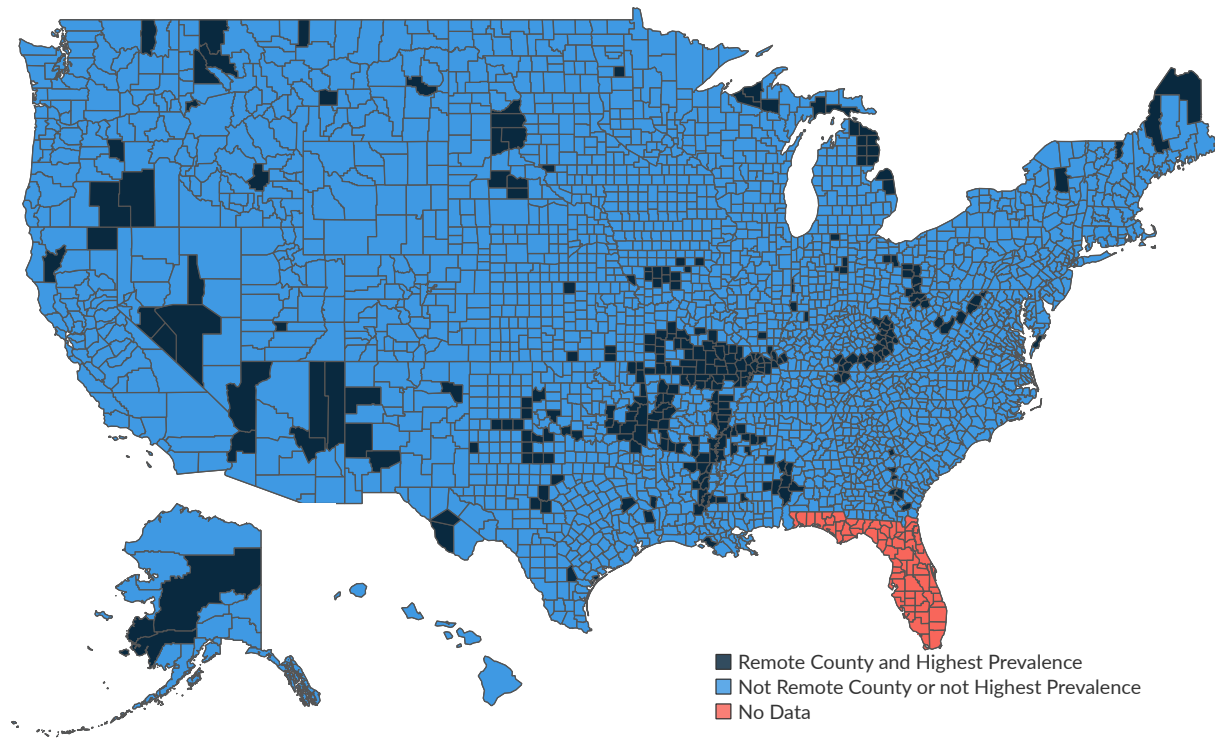 Remote County and Highest Prevalence
Not Remote County or not Highest Prevalence
No Data